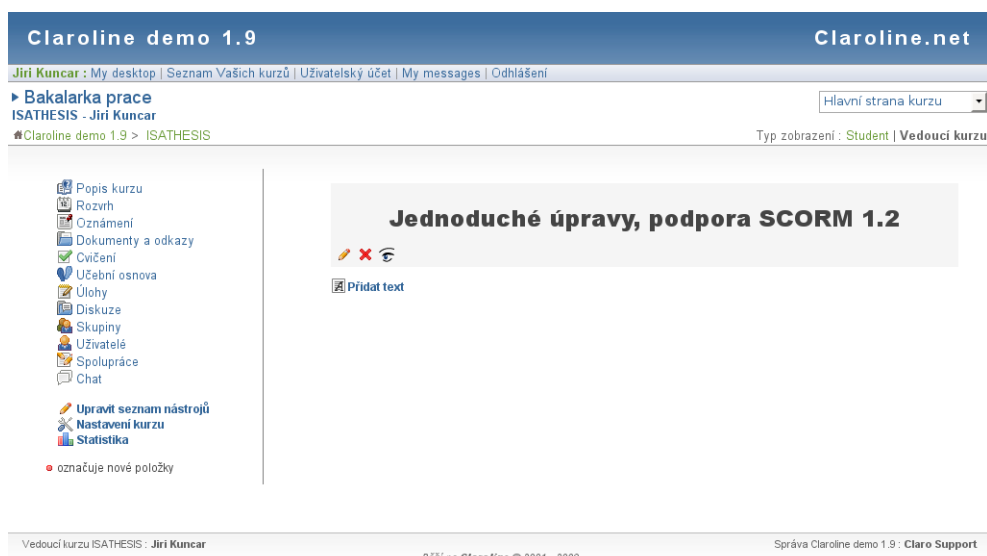 Claroline demo 1.9 Claroline.net
Jiri Kuncar : My desktop | Seznam Vašich kurzů | Uživatelský účet | My messages | Odhlášení
Bakalarka prace
Hlavní strana kurzu
ISATHESIS - Jiri Kuncar
Claroline demo 1.9 > ISATHESIS Typ zobrazení : Student | Vedoucí kurzu
Popis kurzu
Rozvrh
Oznámení
Dokumenty a odkazy
Cvičení
Učební osnova
Úlohy
Diskuze
Skupiny
Uživatelé
Spolupráce
Chat
Upravit seznam nástrojů
Nastavení kurzu
Statistika
označuje nové položky
Jednoduché úpravy, podpora SCORM 1.2
Přidat text
Vedoucí kurzu ISATHESIS : Jiri Kuncar Správa Claroline demo 1.9 : Claro Support